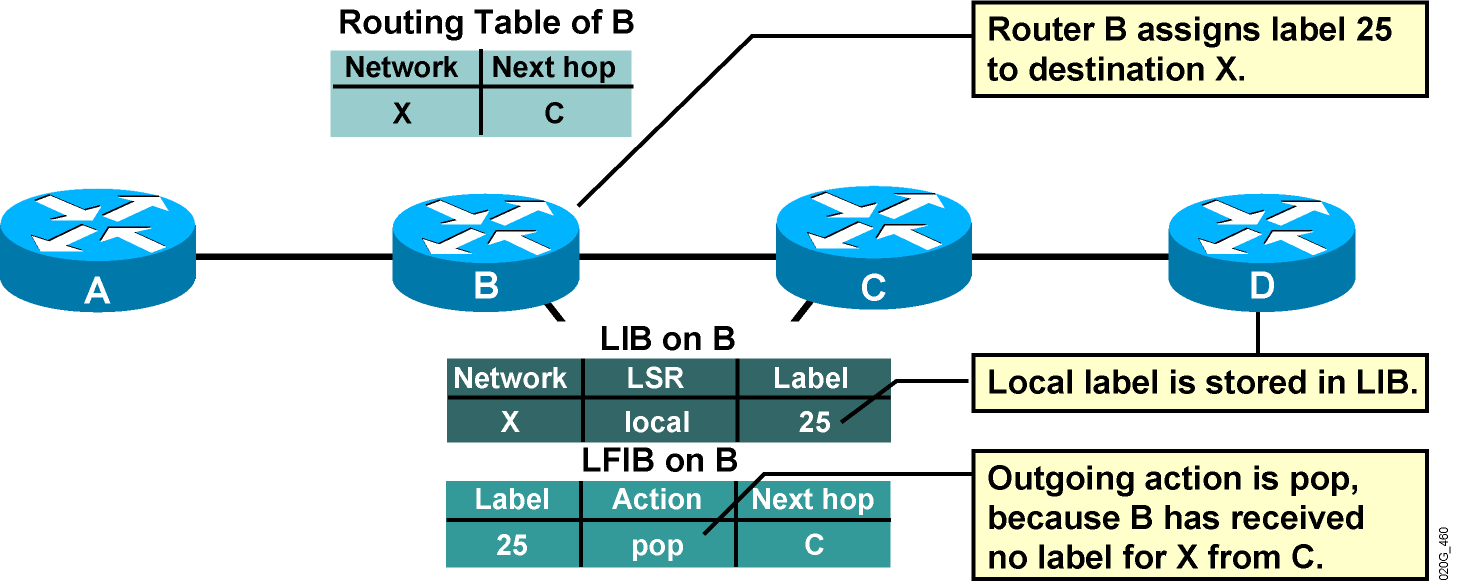 Routing Table of B
Network Next hop
X C
Router B assigns label 25
to destination X.
A B C D
LIB on B
Network LSR Label
X local 25
Local label is stored in LIB.
LFIB on B
Label Action Next hop
25 pop C
Outgoing action is pop,
because B has received
no label for X from C.
020G_460